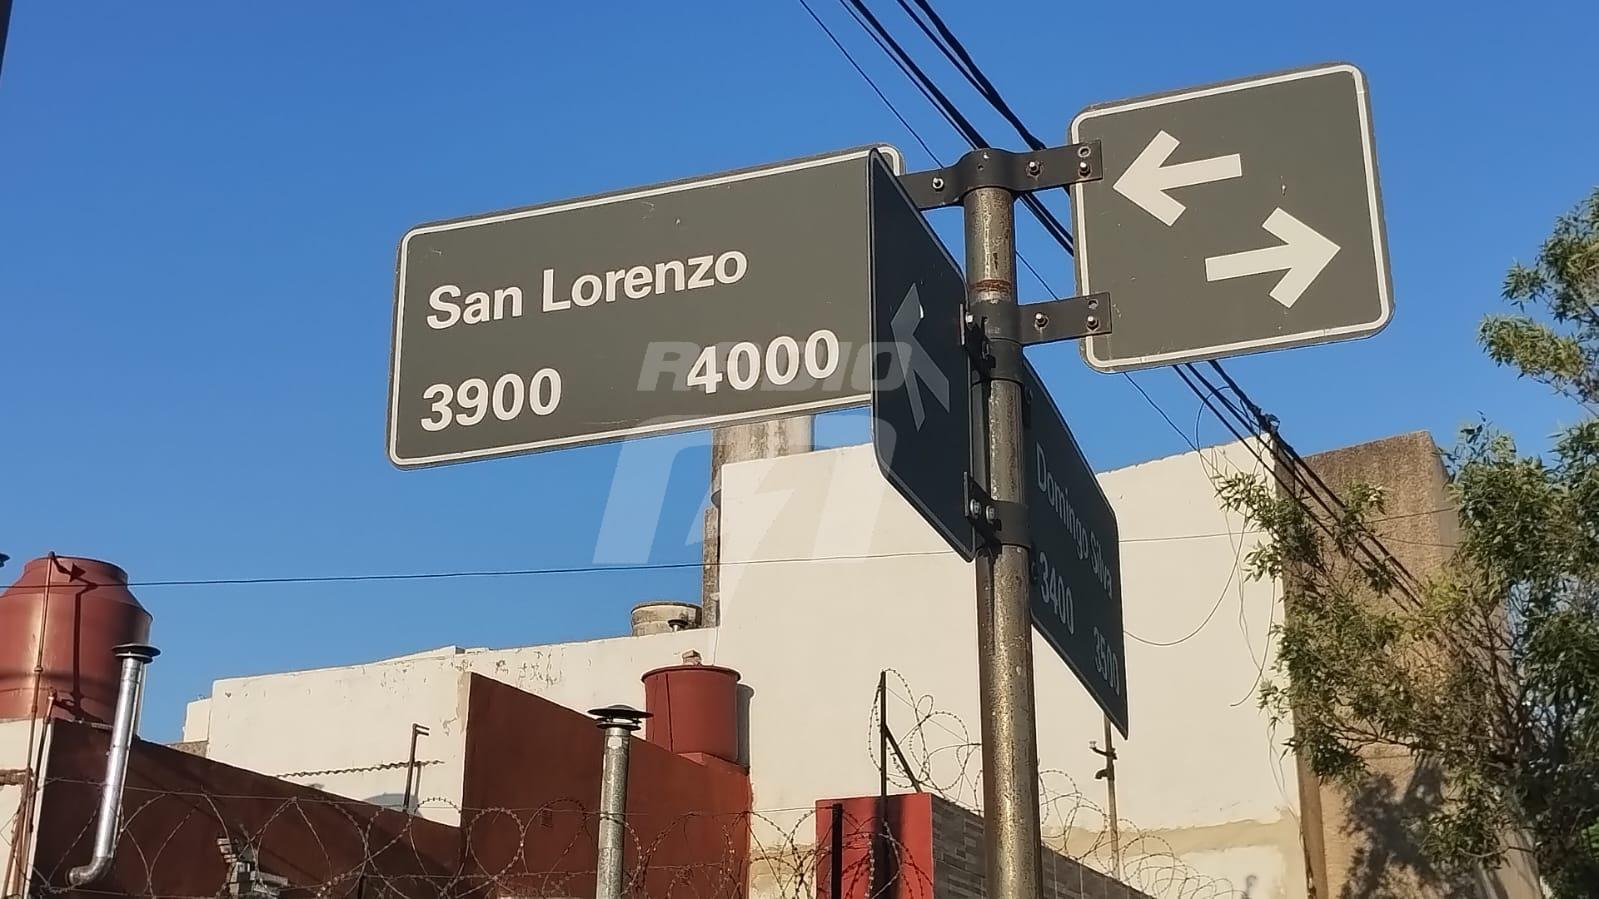 San Lorenzo
3900 4000
Domingo Silva
3400 3500
RADIO